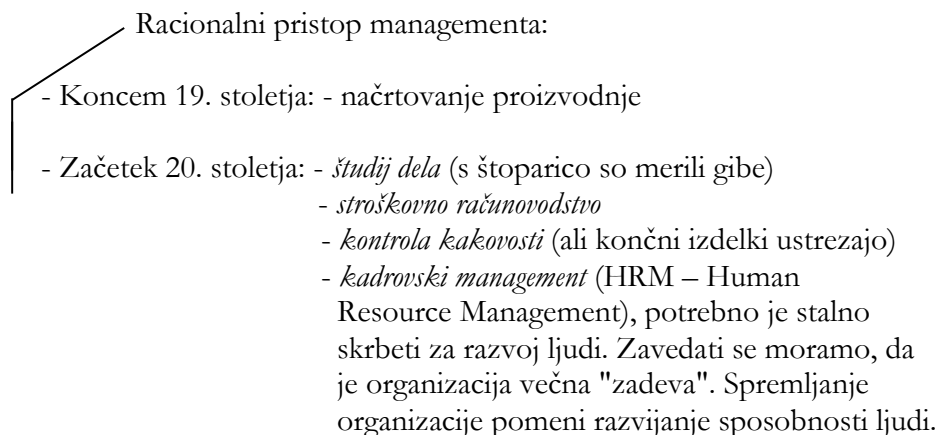 Racionalni pristop managementa:
- Koncem 19. stoletja: - načrtovanje proizvodnje
- Začetek 20. stoletja: - študij dela (s štoparico so merili gibe)
- stroškovno računovodstvo
- kontrola kakovosti (ali končni izdelki ustrezajo)
- kadrovski management (HRM – Human
Resource Management), potrebno je stalno
skrbeti za razvoj ljudi. Zavedati se moramo, da
je organizacija večna "zadeva". Spremljanje
organizacije pomeni razvijanje sposobnosti ljudi.